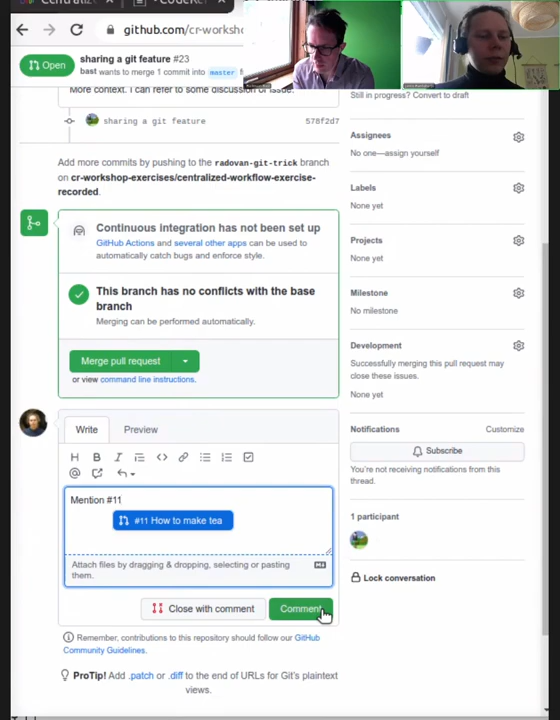 github.com/cr-worksho
Open
sharing a git feature #23
bast wants to merge 1 commit into master
More context. I can refer to some discussion or issue.
sharing a git feature 578f2d7
Add more commits by pushing to the radovan-git-trick branch
on cr-workshop-exercises/centralized-workflow-exercise-
recorded.
Continuous integration has not been set up
GitHub Actions and several other apps can be used to
automatically catch bugs and enforce style.
This branch has no conflicts with the base
branch
Merging can be performed automatically.
Merge pull request
or view command line instructions.
Write Preview
Mention #11
#11 How to make tea
Attach files by dragging & dropping, selecting or pasting
them.
Close with comment Comment
Remember, contributions to this repository should follow our GitHub
Community Guidelines.
ProTip! Add .patch or .diff to the end of URLs for Git's plaintext
views.
Still in progress? Convert to draft
Assignees
No one—assign yourself
Labels
None yet
Projects
None yet
Milestone
No milestone
Development
Successfully merging this pull request may
close these issues.
None yet
Notifications Customize
Subscribe
You're not receiving notifications from this
thread.
1 participant
Lock conversation